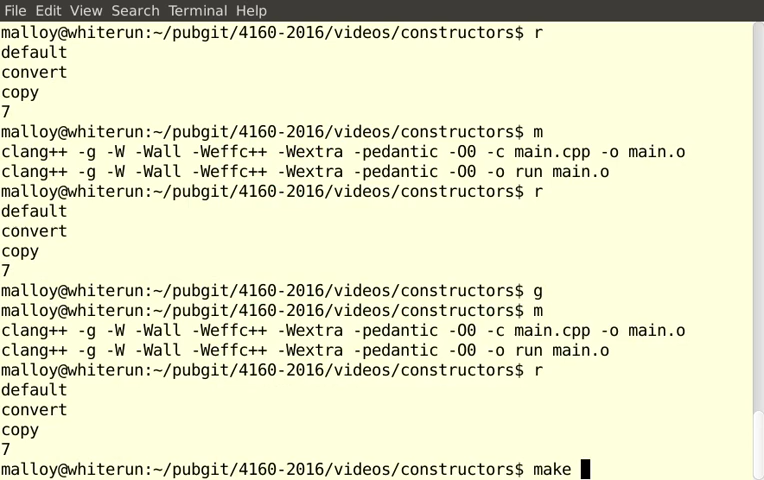 File Edit View Search Terminal Help
malloy@whiterun:~/pubgit/4160-2016/videos/constructors$ r
default
convert
copy
7
malloy@whiterun:~/pubgit/4160-2016/videos/constructors$ m
clang++ -g -W -Wall -Weffc++ -Wextra -pedantic -O0 -c main.cpp -o main.o
clang++ -g -W -Wall -Weffc++ -Wextra -pedantic -O0 -o run main.o
malloy@whiterun:~/pubgit/4160-2016/videos/constructors$ r
default
convert
copy
7
malloy@whiterun:~/pubgit/4160-2016/videos/constructors$ g
malloy@whiterun:~/pubgit/4160-2016/videos/constructors$ m
clang++ -g -W -Wall -Weffc++ -Wextra -pedantic -O0 -c main.cpp -o main.o
clang++ -g -W -Wall -Weffc++ -Wextra -pedantic -O0 -o run main.o
malloy@whiterun:~/pubgit/4160-2016/videos/constructors$ r
default
convert
copy
7
malloy@whiterun:~/pubgit/4160-2016/videos/constructors$ make